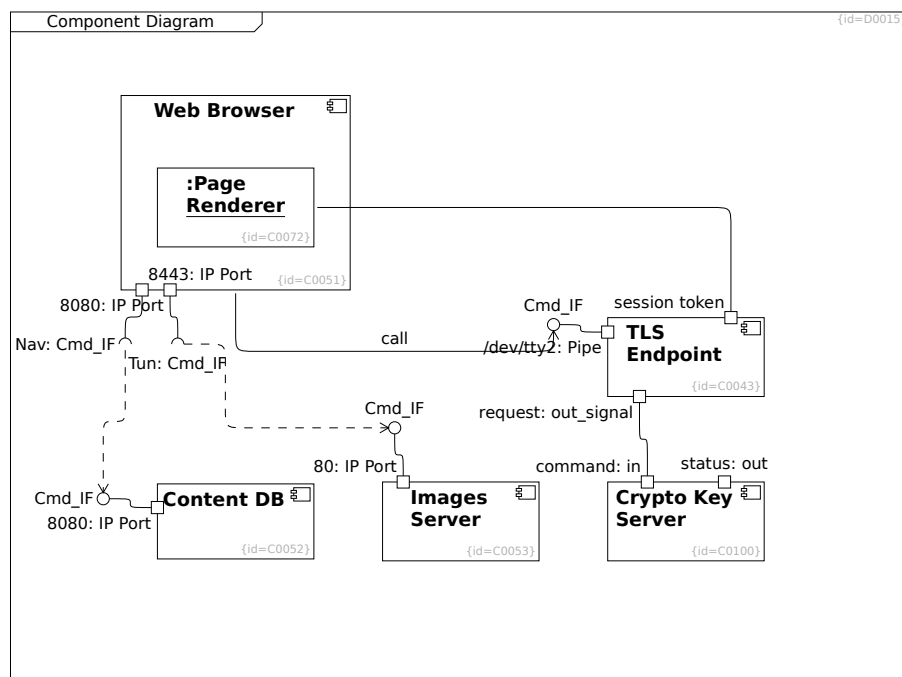 Component Diagram
{id=D0015
Web Browser
:Page
Renderer
{id=C0072}
8443: IP Port
{id=C0051}
8080: IP Port
Nav: Cmd_IF
Tun: Cmd_IF
call
Cmd_IF
session token
/dev/tty2: Pipe
TLS
Endpoint
{id=C0043}
Cmd_IF
request: out_signal
80: IP Port
command: in
status: out
Cmd_IF
8080: IP Port
Content DB
{id=C0052}
Images
Server
{id=C0053}
Crypto Key
Server
{id=C0100}